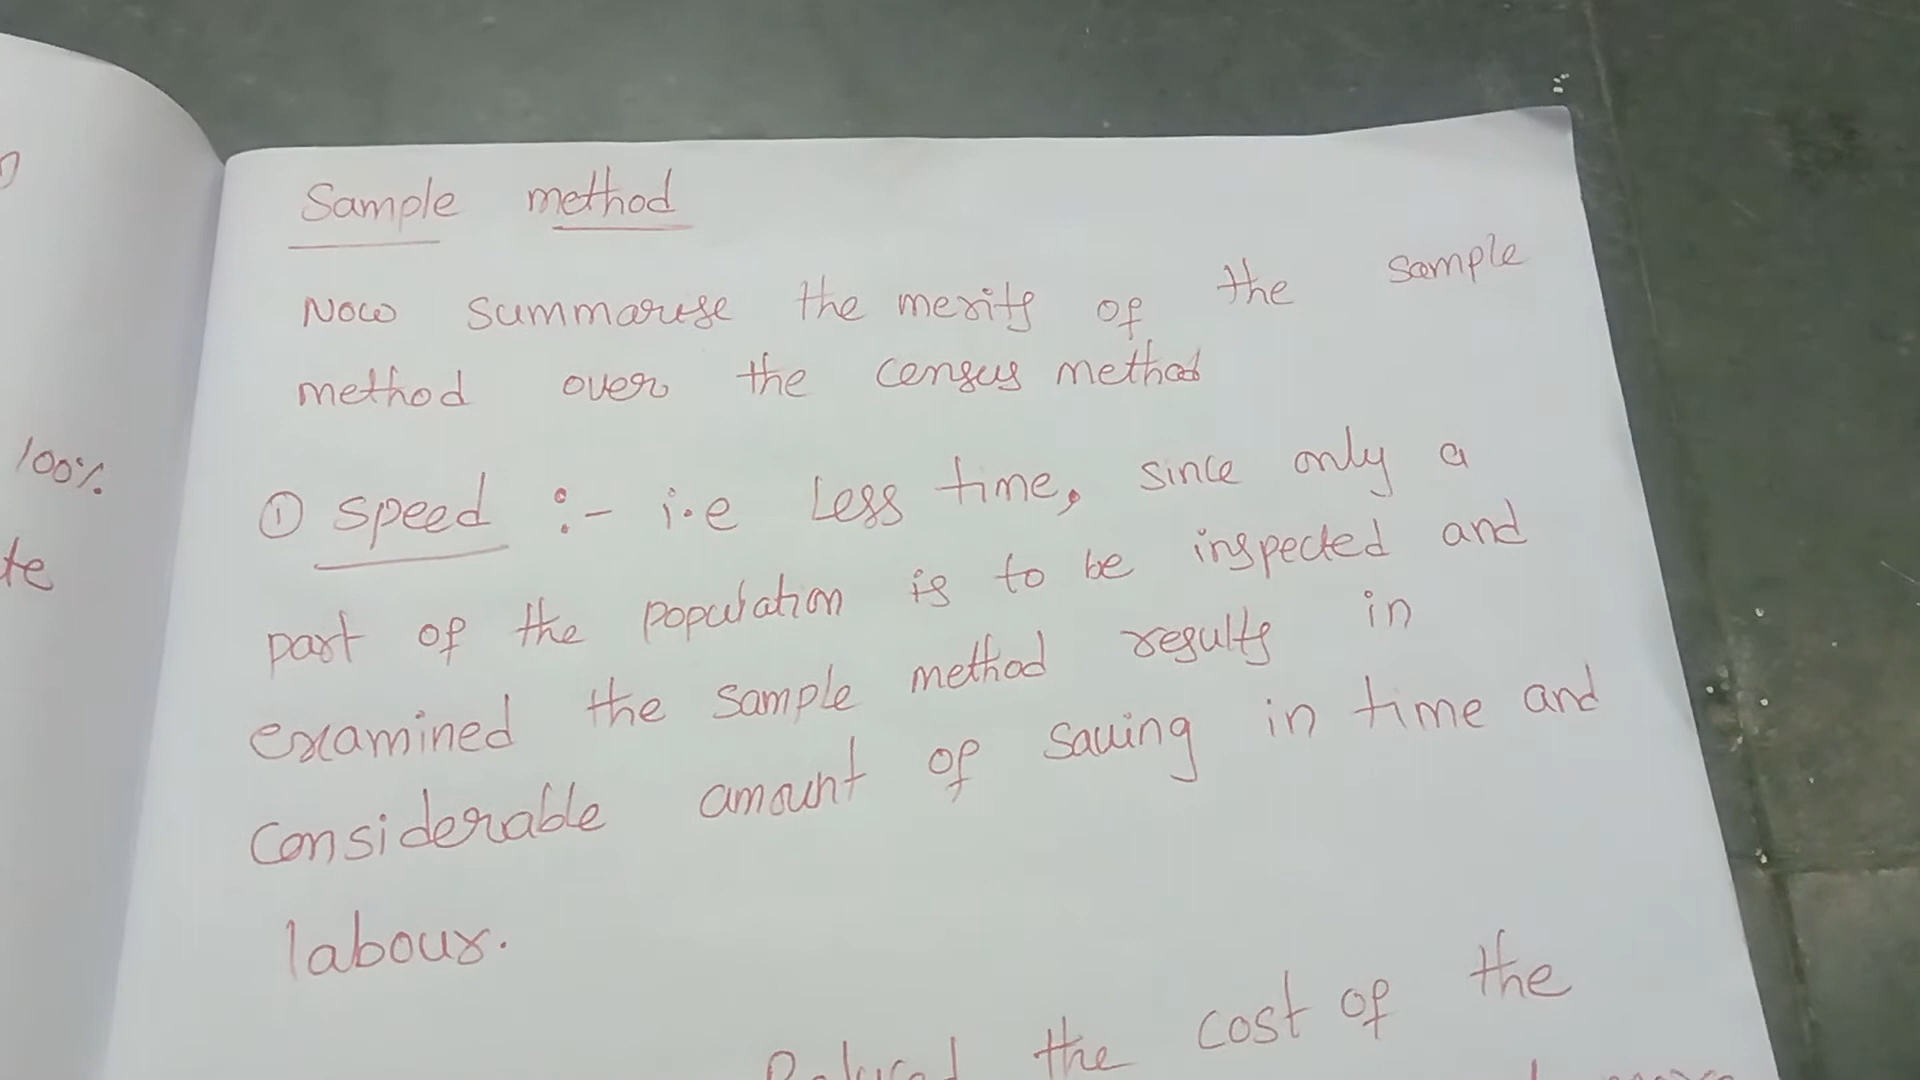 100%
te
Sample method
Now summarise the merits of the sample
method over the census method
① Speed :- i.e Less time, since only a
part of the population is to be inspected and
examined the sample method results in
Considerable amount of saving in time and
labour.
the cost of the